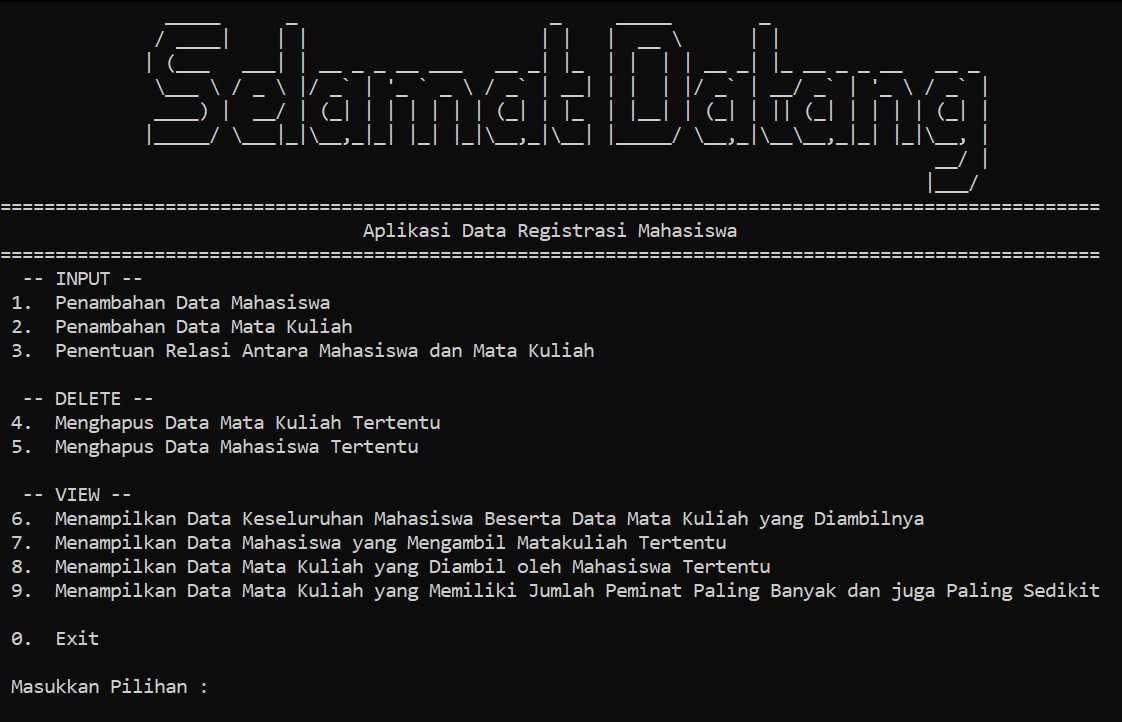 Selamat Datang
====================================================================================================
Aplikasi Data Registrasi Mahasiswa
====================================================================================================
-- INPUT --
1. Penambahan Data Mahasiswa
2. Penambahan Data Mata Kuliah
3. Penentuan Relasi Antara Mahasiswa dan Mata Kuliah
-- DELETE --
4. Menghapus Data Mata Kuliah Tertentu
5. Menghapus Data Mahasiswa Tertentu
-- VIEW --
6. Menampilkan Data Keseluruhan Mahasiswa Beserta Data Mata Kuliah yang Diambilnya
7. Menampilkan Data Mahasiswa yang Mengambil Matakuliah Tertentu
8. Menampilkan Data Mata Kuliah yang Diambil oleh Mahasiswa Tertentu
9. Menampilkan Data Mata Kuliah yang Memiliki Jumlah Peminat Paling Banyak dan juga Paling Sedikit
0. Exit
Masukkan Pilihan :